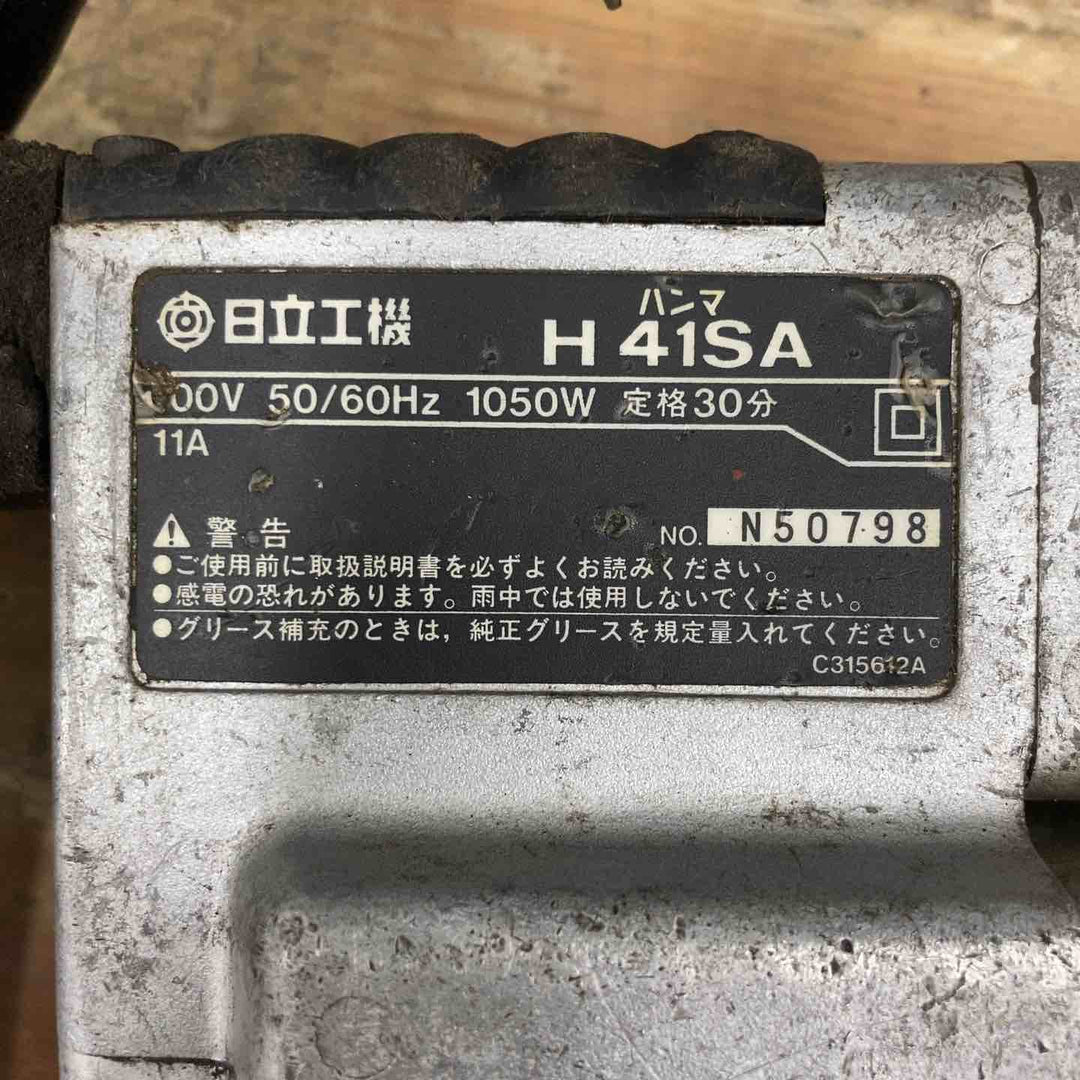 日立工機
ハンマ
H 41SA
00V 50/60Hz 1050W 定格30分
11A
警告
NO. N50798
●ご使用前に取扱説明書を必ずよくお読みください。
●感電の恐れがあります。雨中では使用しないでください。
●グリース補充のときは,純正グリースを規定量入れてください。
C315612A